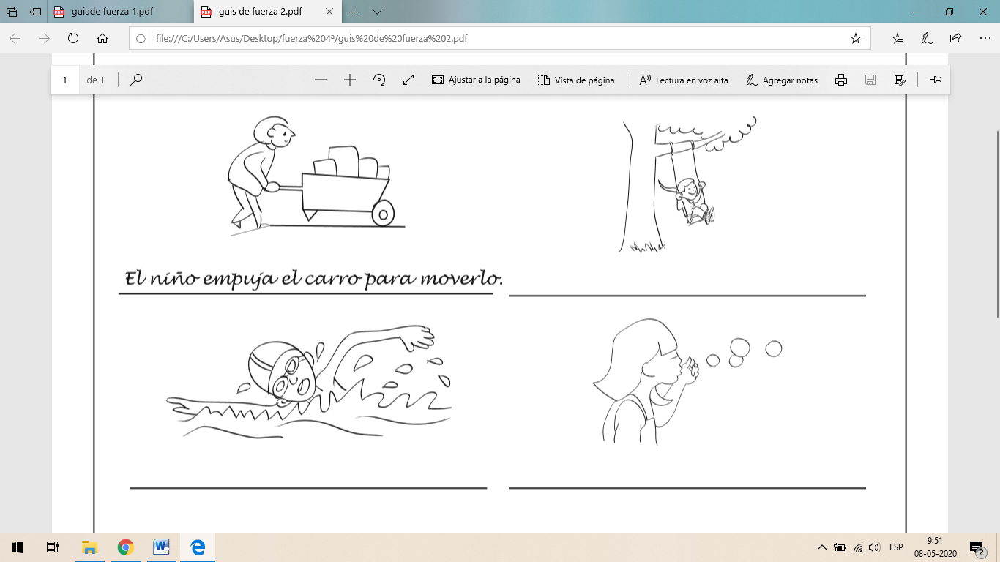 guiade fuerza 1.pdf
guis de fuerza 2.pdf
file:///C:/Users/Asus/Desktop/fuerza%204ª/guis%20de%20fuerza%202.pdf
1 de 1 Ajustar a la página Vista de página Lectura en voz alta Agregar notas
El niño empuja el carro para moverlo.
ESP
9:51
08-05-2020
2